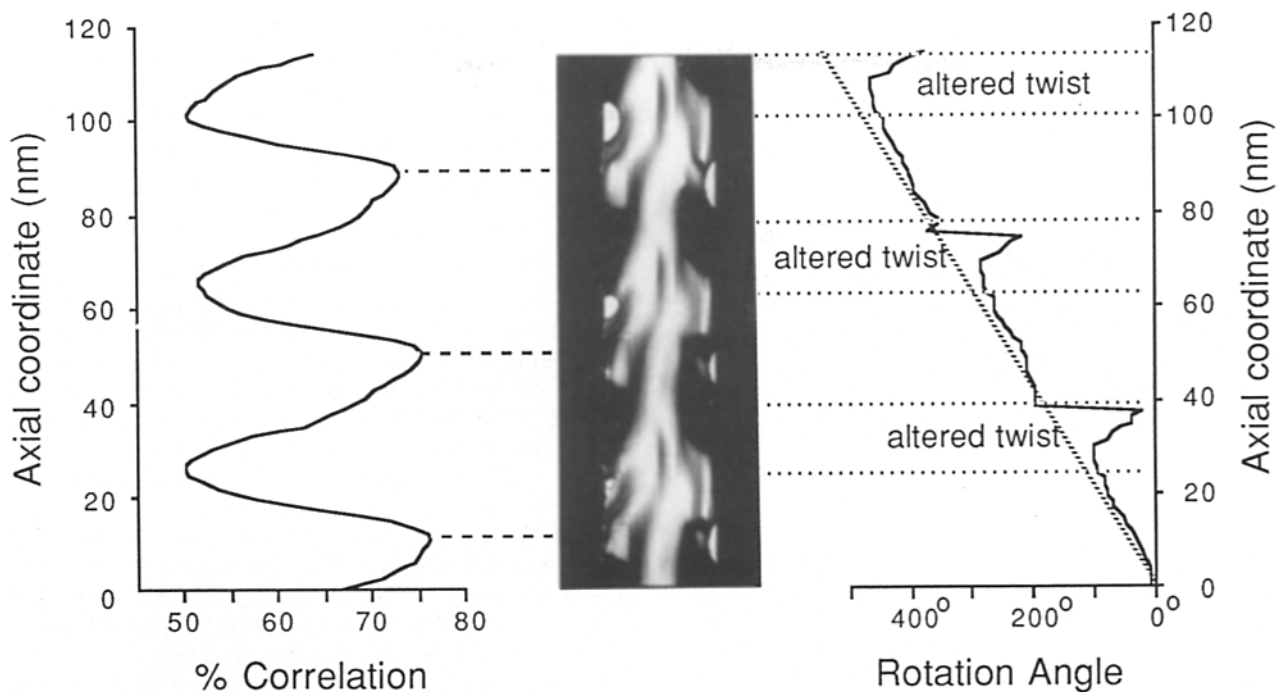 120
100
80
60
40
20
0
Axial coordinate (nm)
50 60 70 80
% Correlation
altered twist
altered twist
altered twist
120
100
80
60
40
20
0
Axial coordinate (nm)
400° 200° 0°
Rotation Angle